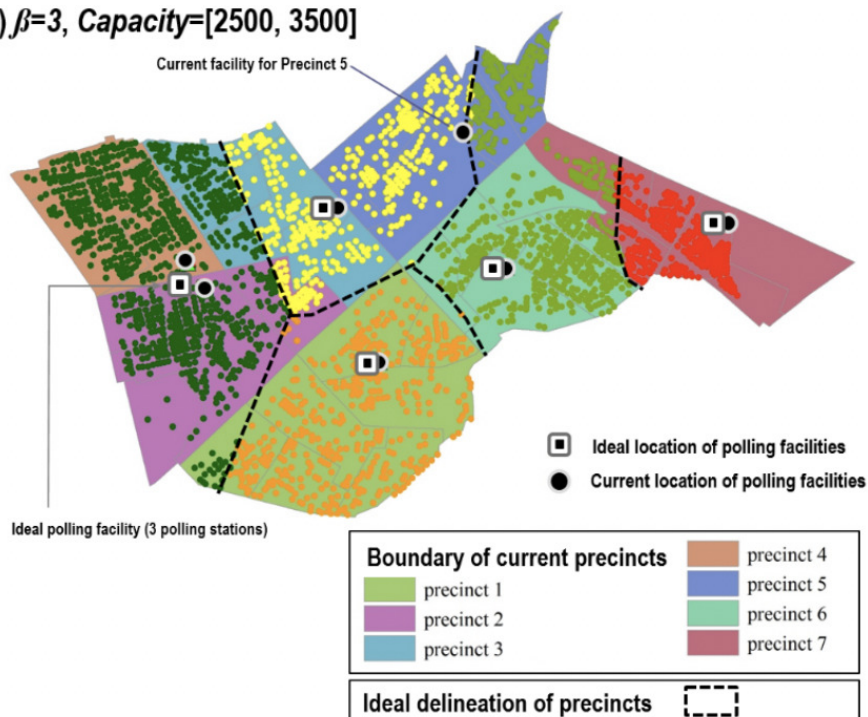 ) β=3, Capacity=[2500, 3500]
Current facility for Precinct 5
Ideal location of polling facilities
Current location of polling facilities
Ideal polling facility (3 polling stations)
Boundary of current precincts
precinct 1
precinct 2
precinct 3
precinct 4
precinct 5
precinct 6
precinct 7
Ideal delineation of precincts